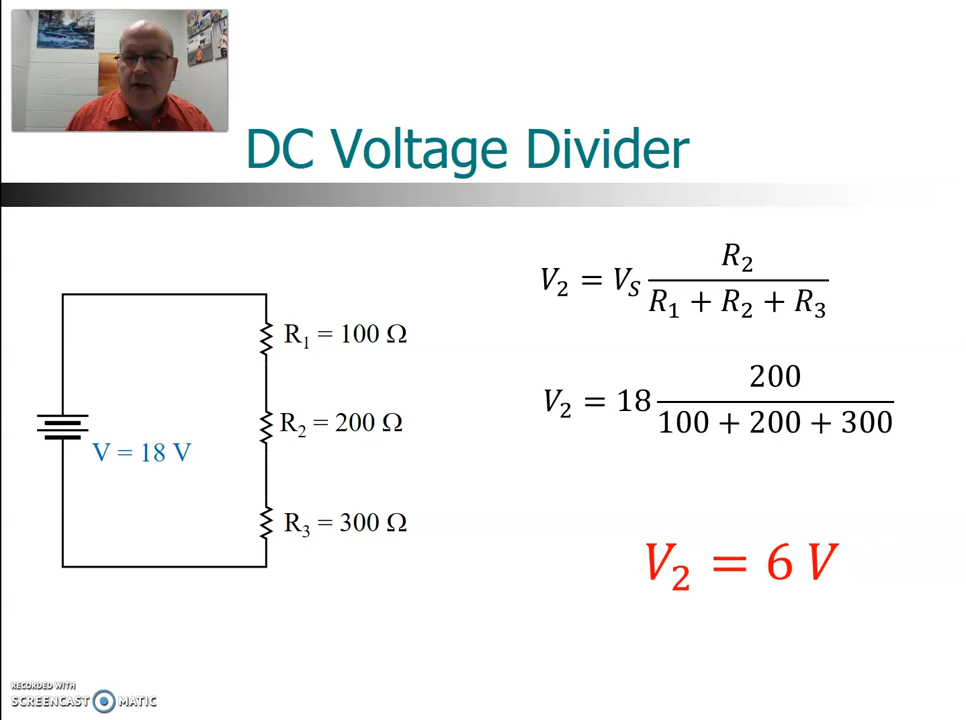 DC Voltage Divider
R₁ = 100 Ω
R₂ = 200 Ω
V = 18 V
R₃ = 300 Ω
V₂ = V_S R₂ / (R₁ + R₂ + R₃)
V₂ = 18 200 / (100 + 200 + 300)
V₂ = 6 V
RECORDED WITH
SCREENCAST MATIC